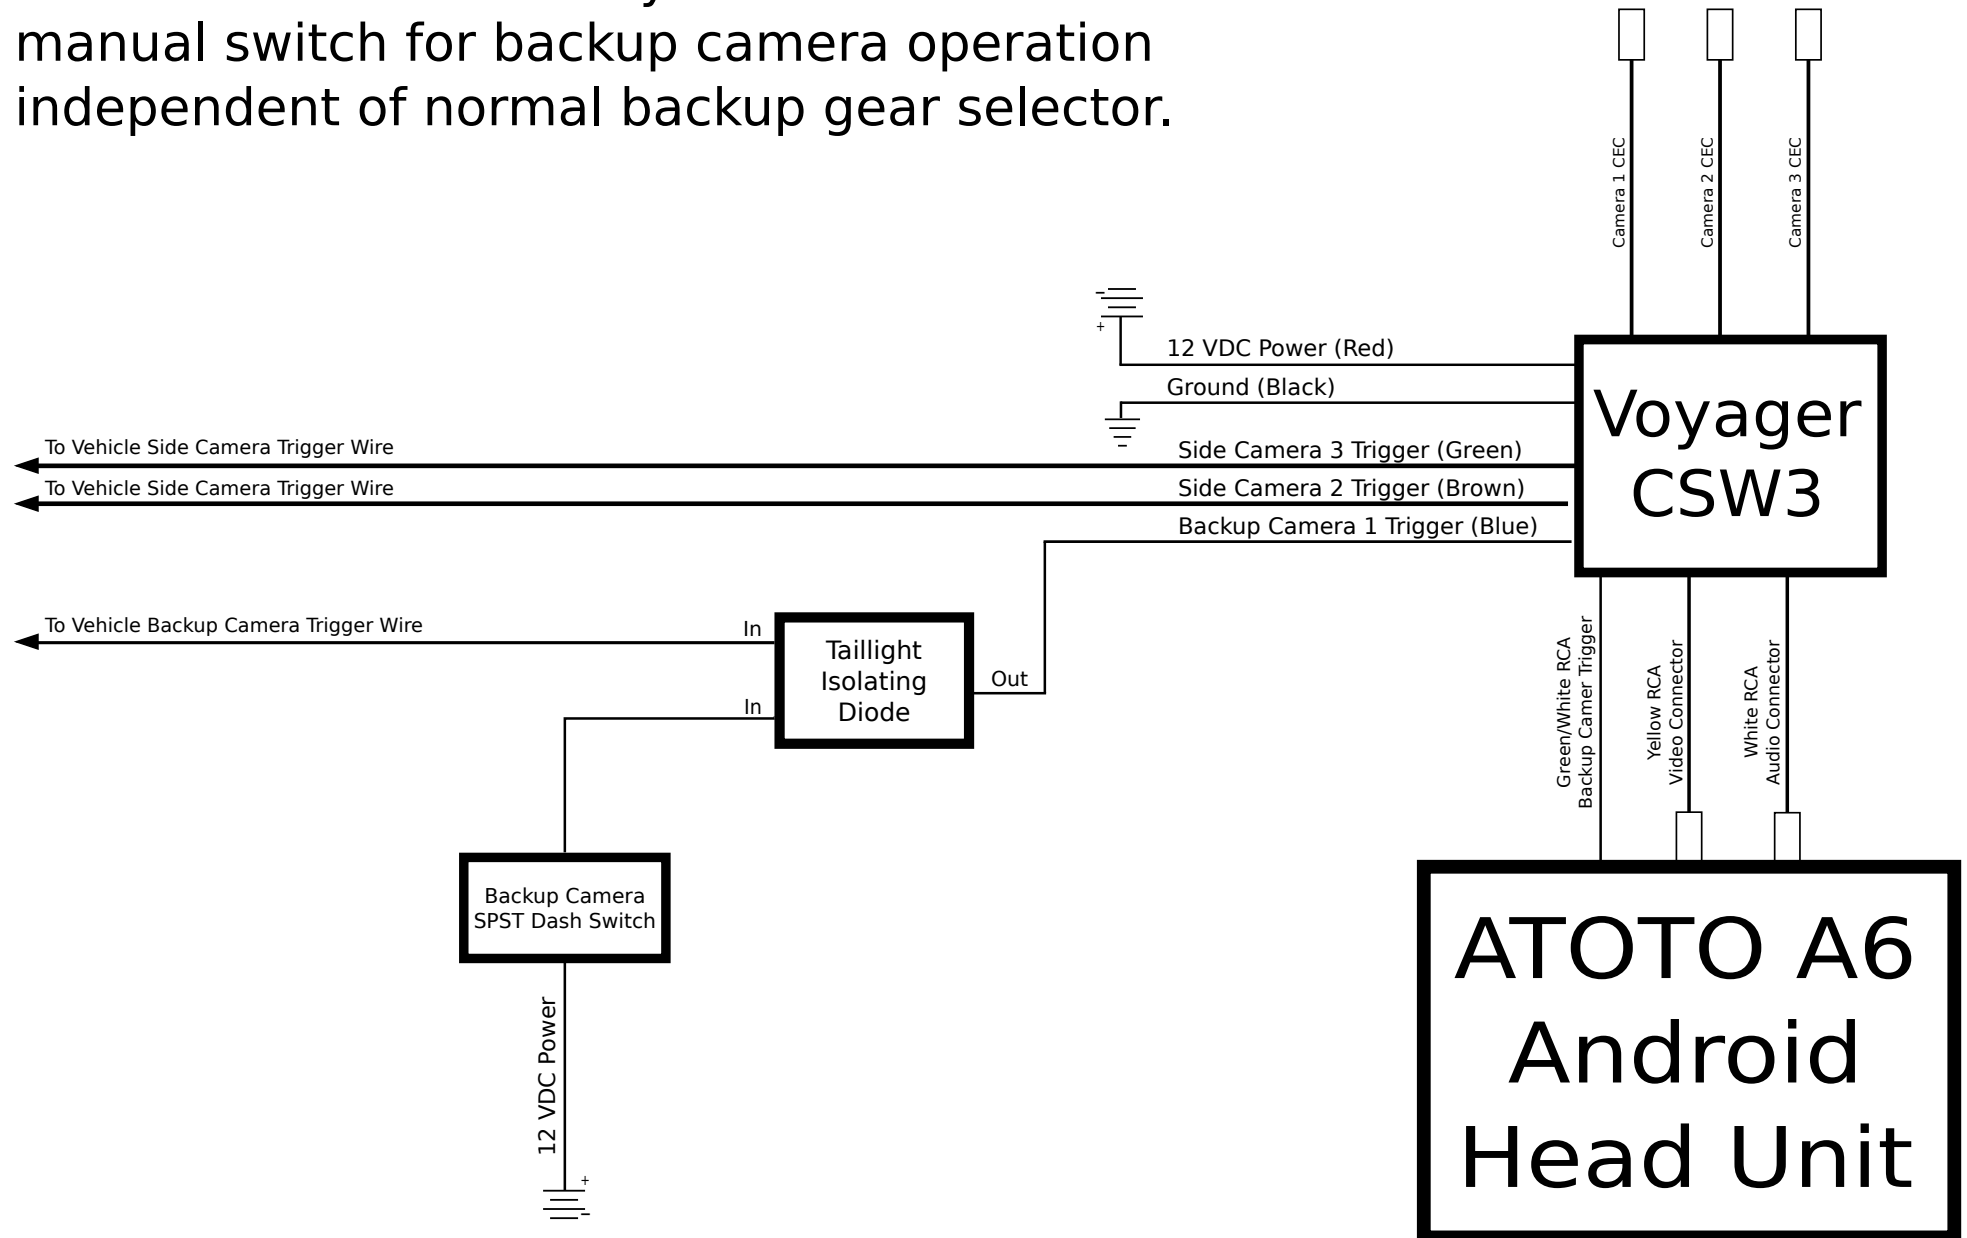 manual switch for backup camera operation
independent of normal backup gear selector.
Camera 1 CEC
Camera 2 CEC
Camera 3 CEC
-
+
12 VDC Power (Red)
Ground (Black)
Voyager
CSW3
To Vehicle Side Camera Trigger Wire
Side Camera 3 Trigger (Green)
To Vehicle Side Camera Trigger Wire
Side Camera 2 Trigger (Brown)
Backup Camera 1 Trigger (Blue)
To Vehicle Backup Camera Trigger Wire
In
In
Taillight
Isolating
Diode
Out
Green/White RCA
Backup Camer Trigger
Yellow RCA
Video Connector
White RCA
Audio Connector
Backup Camera
SPST Dash Switch
12 VDC Power
+
-
ATOTO A6
Android
Head Unit